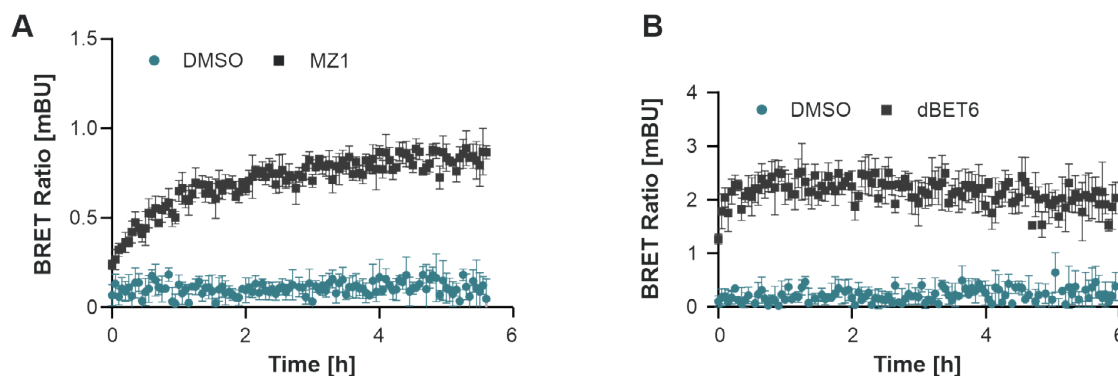 A
DMSO MZ1
BRET Ratio [mBU]
1.5
1.0
0.5
0
0 2 4 6
Time [h]
B
DMSO dBET6
BRET Ratio [mBU]
4
3
2
1
0
0 2 4 6
Time [h]